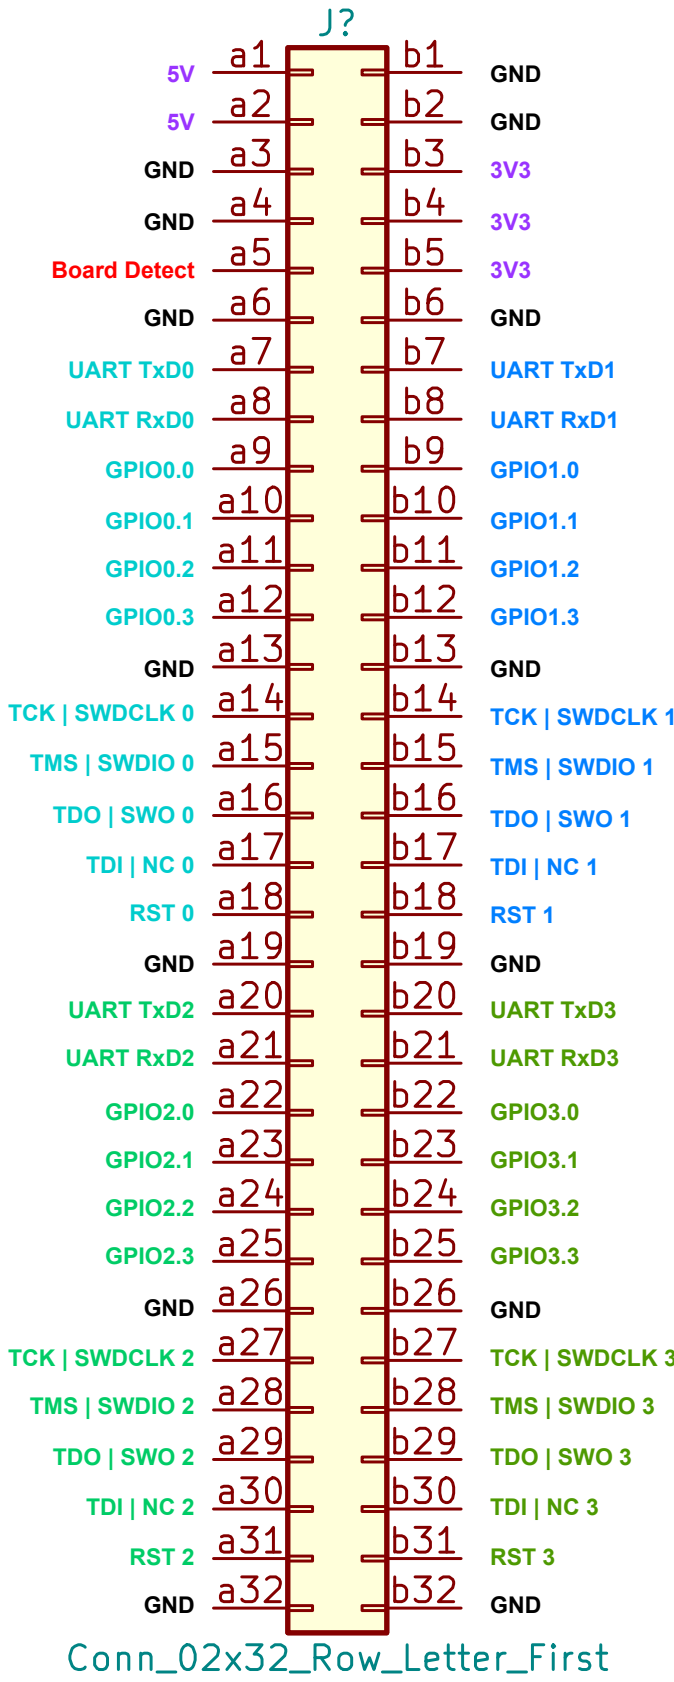 J?
5V a1 b1 GND
5V a2 b2 GND
GND a3 b3 3V3
GND a4 b4 3V3
Board Detect a5 b5 3V3
GND a6 b6 GND
UART TxD0 a7 b7 UART TxD1
UART RxD0 a8 b8 UART RxD1
GPIO0.0 a9 b9 GPIO1.0
GPIO0.1 a10 b10 GPIO1.1
GPIO0.2 a11 b11 GPIO1.2
GPIO0.3 a12 b12 GPIO1.3
GND a13 b13 GND
TCK | SWDCLK 0 a14 b14 TCK | SWDCLK 1
TMS | SWDIO 0 a15 b15 TMS | SWDIO 1
TDO | SWO 0 a16 b16 TDO | SWO 1
TDI | NC 0 a17 b17 TDI | NC 1
RST 0 a18 b18 RST 1
GND a19 b19 GND
UART TxD2 a20 b20 UART TxD3
UART RxD2 a21 b21 UART RxD3
GPIO2.0 a22 b22 GPIO3.0
GPIO2.1 a23 b23 GPIO3.1
GPIO2.2 a24 b24 GPIO3.2
GPIO2.3 a25 b25 GPIO3.3
GND a26 b26 GND
TCK | SWDCLK 2 a27 b27 TCK | SWDCLK 3
TMS | SWDIO 2 a28 b28 TMS | SWDIO 3
TDO | SWO 2 a29 b29 TDO | SWO 3
TDI | NC 2 a30 b30 TDI | NC 3
RST 2 a31 b31 RST 3
GND a32 b32 GND
Conn_02x32_Row_Letter_First